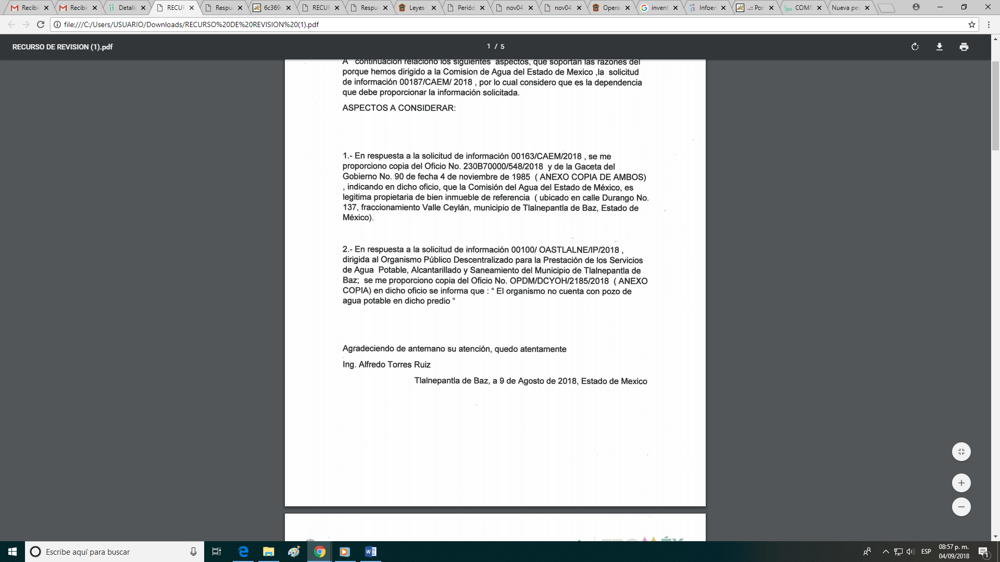 Recibi
Recibi
Detalle
RECUR
Respu
6c369
RECUR
Respu
Leyes
Periód
nov04
nov04
Opera
invent
Infoem
..:: Por
COMI
Nueva pes
file:///C:/Users/USUARIO/Downloads/RECURSO%20DE%20REVISION%20(1).pdf
RECURSO DE REVISION (1).pdf
1 / 5
A continuación relaciono los siguientes aspectos, que soportan las razones del
porque hemos dirigido a la Comision de Agua del Estado de Mexico ,la solicitud
de información 00187/CAEM/ 2018 , por lo cual considero que es la dependencia
que debe proporcionar la información solicitada.
ASPECTOS A CONSIDERAR:
1.- En respuesta a la solicitud de información 00163/CAEM/2018 , se me
proporciono copia del Oficio No. 230B70000/548/2018 y de la Gaceta del
Gobierno No. 90 de fecha 4 de noviembre de 1985 ( ANEXO COPIA DE AMBOS)
, indicando en dicho oficio, que la Comisión del Agua del Estado de México, es
legitima propietaria de bien inmueble de referencia ( ubicado en calle Durango No.
137, fraccionamiento Valle Ceylán, municipio de Tlalnepantla de Baz, Estado de
México).
2.- En respuesta a la solicitud de información 00100/ OASTLALNE/IP/2018 ,
dirigida al Organismo Público Descentralizado para la Prestación de los Servicios
de Agua Potable, Alcantarillado y Saneamiento del Municipio de Tlalnepantla de
Baz; se me proporciono copia del Oficio No. OPDM/DCYOH/2185/2018 ( ANEXO
COPIA) en dicho oficio se informa que : “ El organismo no cuenta con pozo de
agua potable en dicho predio “
Agradeciendo de antemano su atención, quedo atentamente
Ing. Alfredo Torres Ruiz
Tlalnepantla de Baz, a 9 de Agosto de 2018, Estado de Mexico
Escribe aquí para buscar
ESP
08:57 p. m.
04/09/2018
1